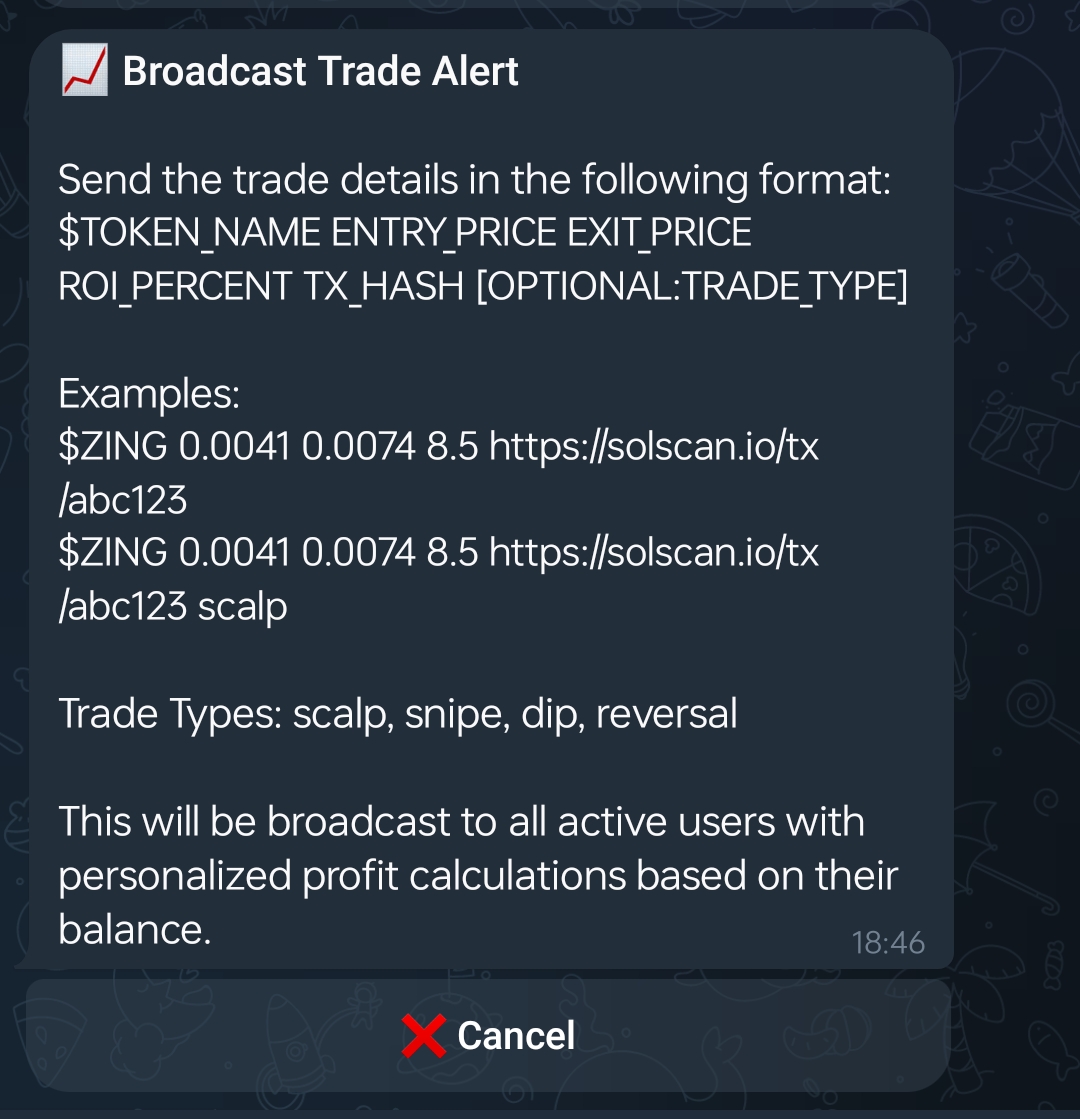 📈 Broadcast Trade Alert
Send the trade details in the following format:
$TOKEN_NAME ENTRY_PRICE EXIT_PRICE
ROI_PERCENT TX_HASH [OPTIONAL:TRADE_TYPE]
Examples:
$ZING 0.0041 0.0074 8.5 https://solscan.io/tx
/abc123
$ZING 0.0041 0.0074 8.5 https://solscan.io/tx
/abc123 scalp
Trade Types: scalp, snipe, dip, reversal
This will be broadcast to all active users with
personalized profit calculations based on their
balance.
18:46
❌ Cancel